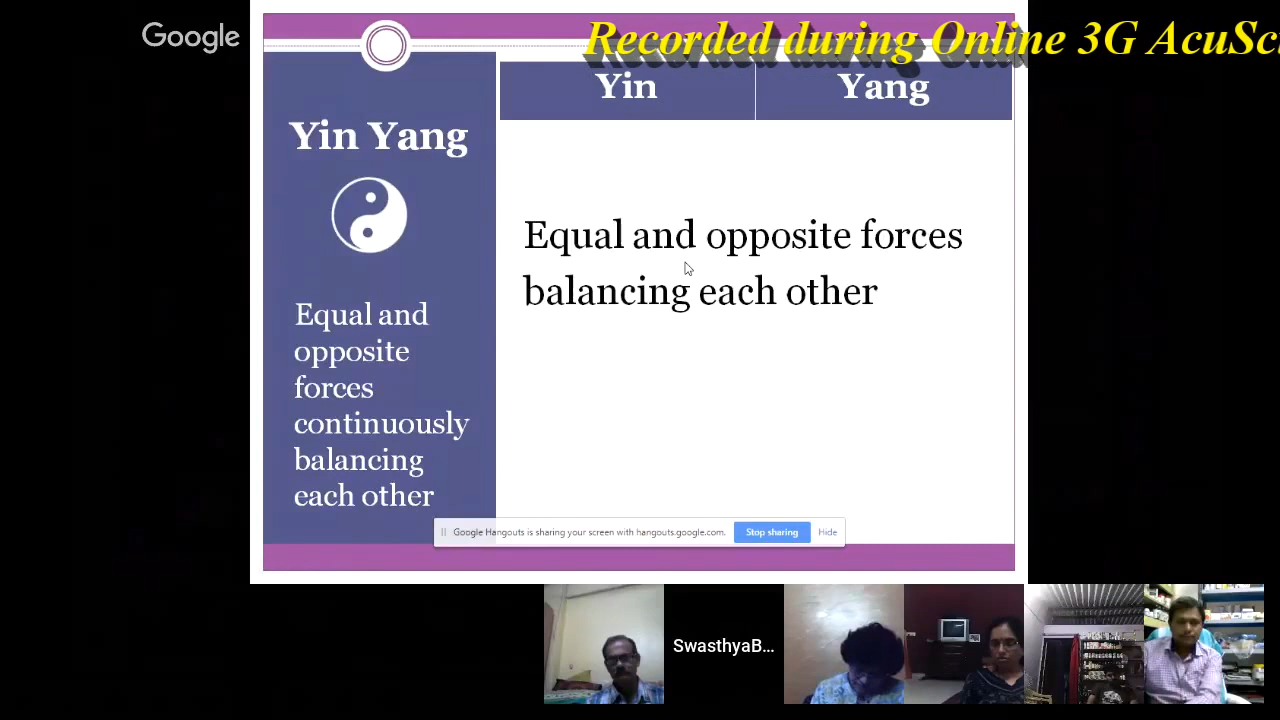 Google
Recorded during Online 3G AcuSc
Yin Yang
Equal and
opposite
forces
continuously
balancing
each other
Yin Yang
Equal and opposite forces
balancing each other
Google Hangouts is sharing your screen with hangouts.google.com. Stop sharing Hide
SwasthyaB...